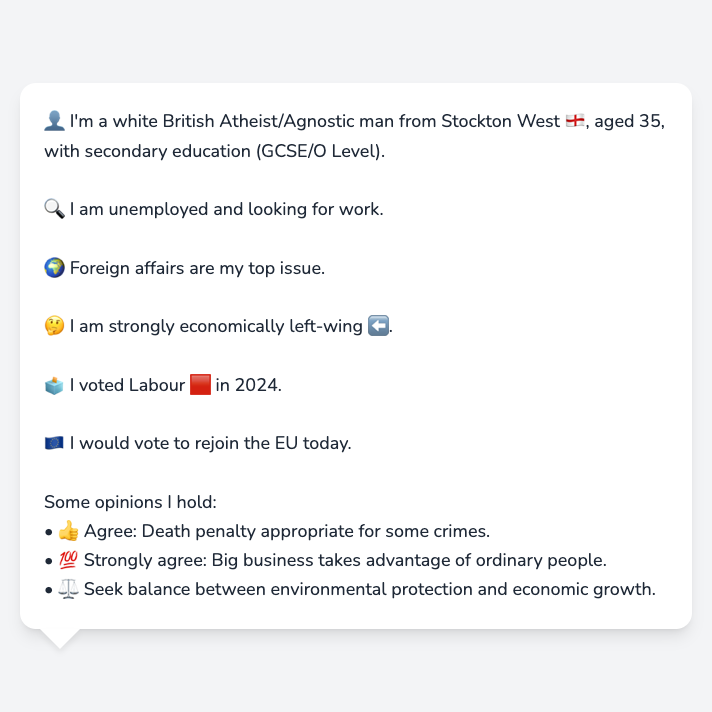 👤 I'm a white British Atheist/Agnostic man from Stockton West 🏴󠁧󠁢󠁥󠁮󠁧󠁿, aged 35,
with secondary education (GCSE/O Level).
🔍 I am unemployed and looking for work.
🌍 Foreign affairs are my top issue.
🤔 I am strongly economically left-wing ⬅️.
🗳️ I voted Labour 🟥 in 2024.
🇪🇺 I would vote to rejoin the EU today.
Some opinions I hold:
• 👍 Agree: Death penalty appropriate for some crimes.
• 💯 Strongly agree: Big business takes advantage of ordinary people.
• ⚖️ Seek balance between environmental protection and economic growth.